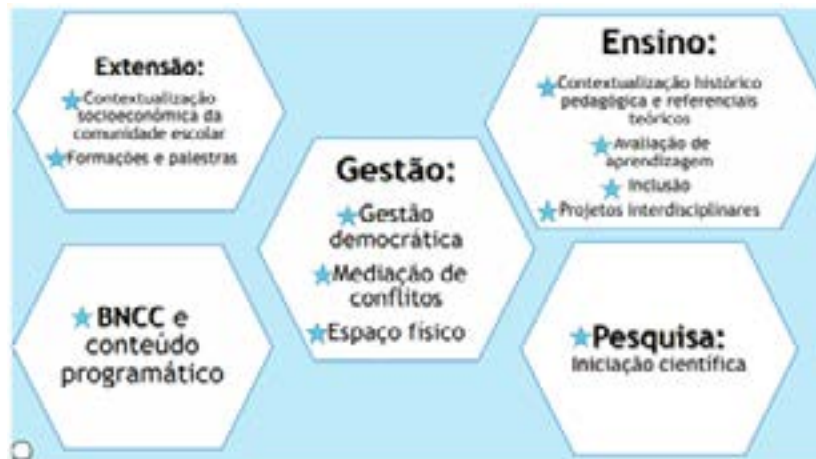 Extensão:
Contextualização
socioeconômica da
comunidade escolar
Formações e palestras
Ensino:
Contextualização histórico
pedagógica e referenciais
teóricos
Avaliação de
aprendizagem
Inclusão
Projetos interdisciplinares
Gestão:
Gestão
democrática
Mediação de
conflitos
Espaço físico
BNCC e
conteúdo
programático
Pesquisa:
Iniciação científica